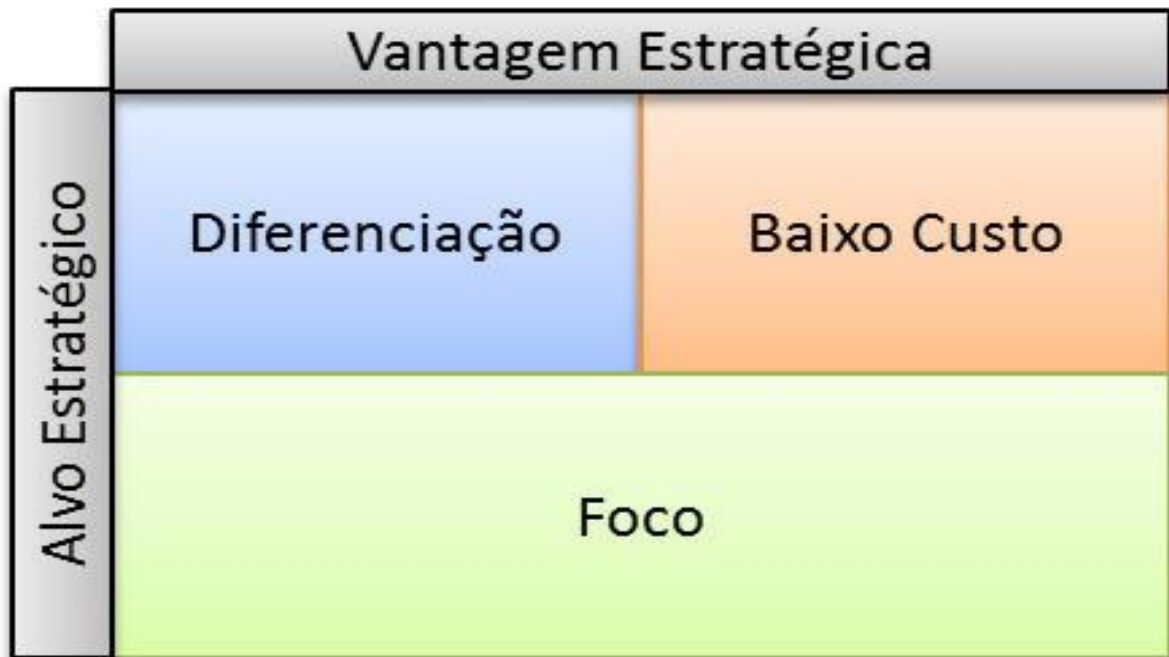 Vantagem Estratégica
Alvo Estratégico
Diferenciação
Baixo Custo
Foco